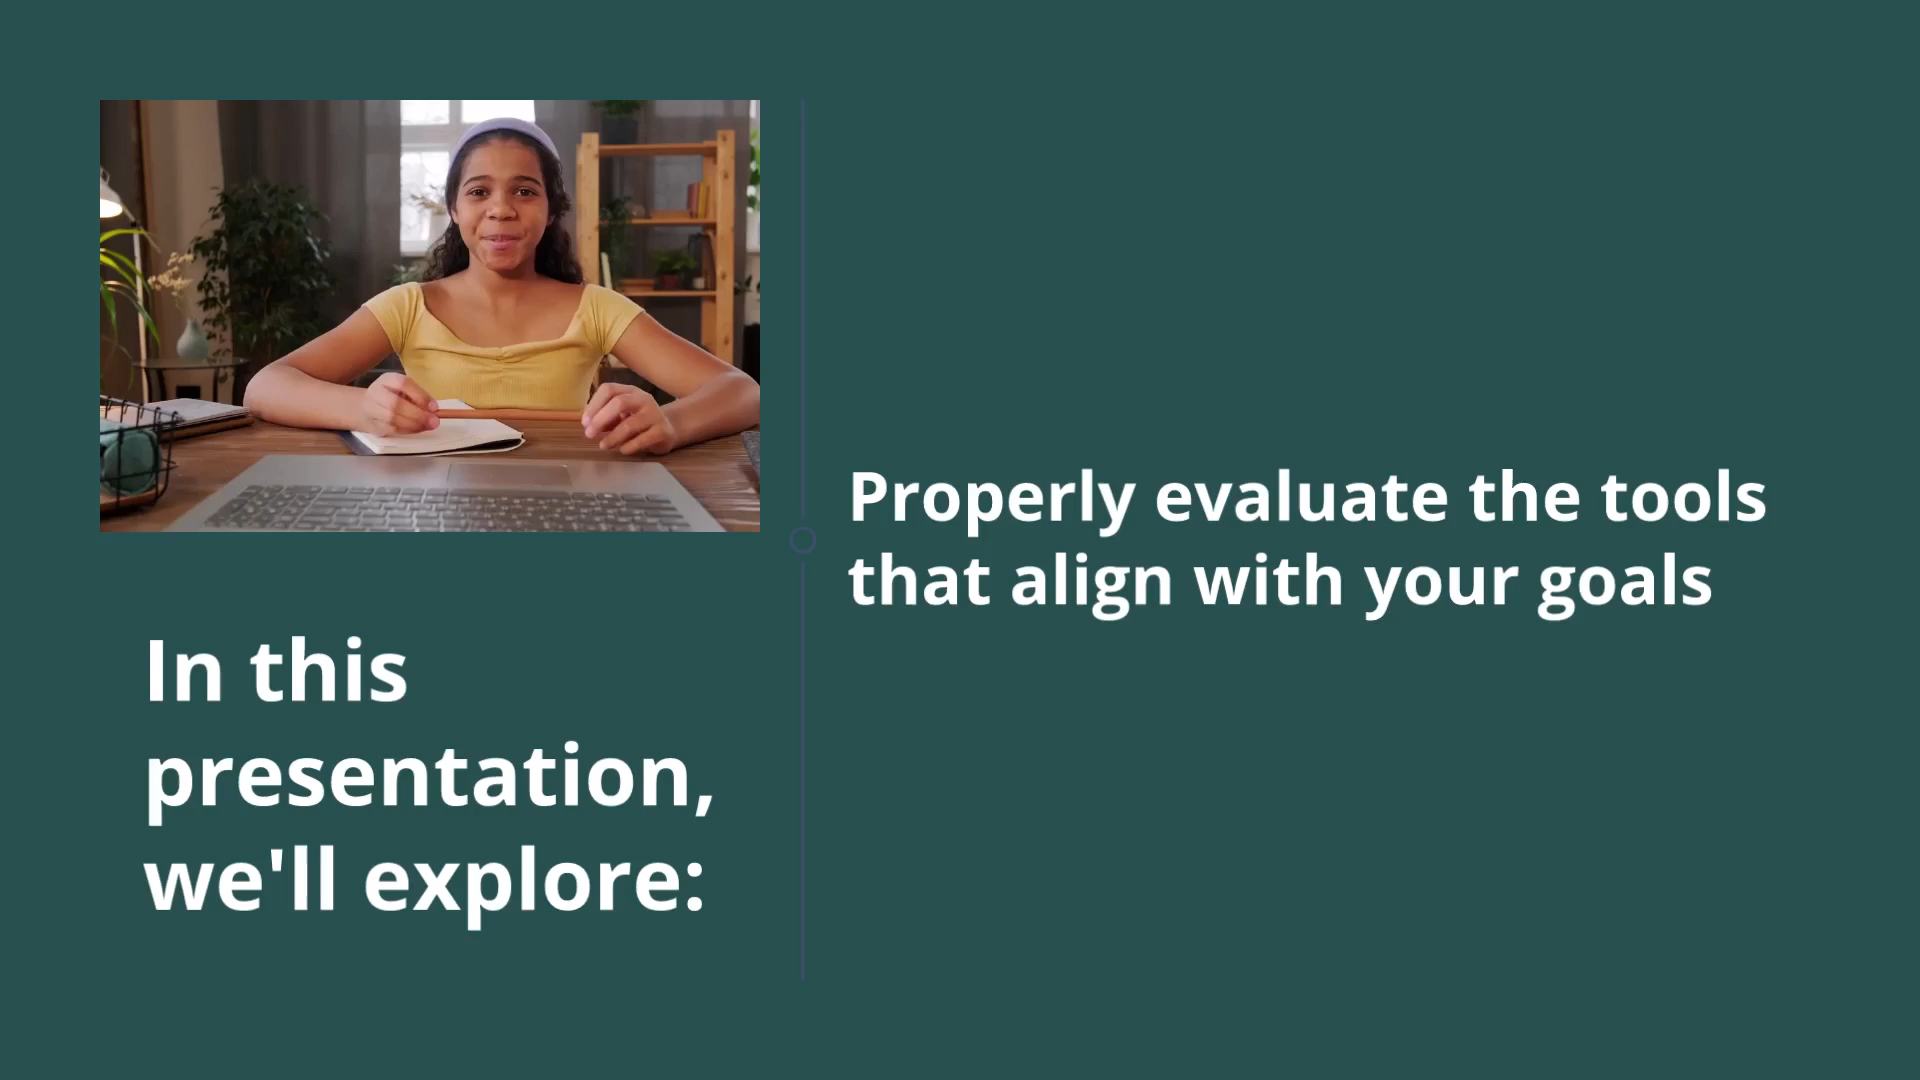 In this
presentation,
we'll explore:
Properly evaluate the tools
that align with your goals